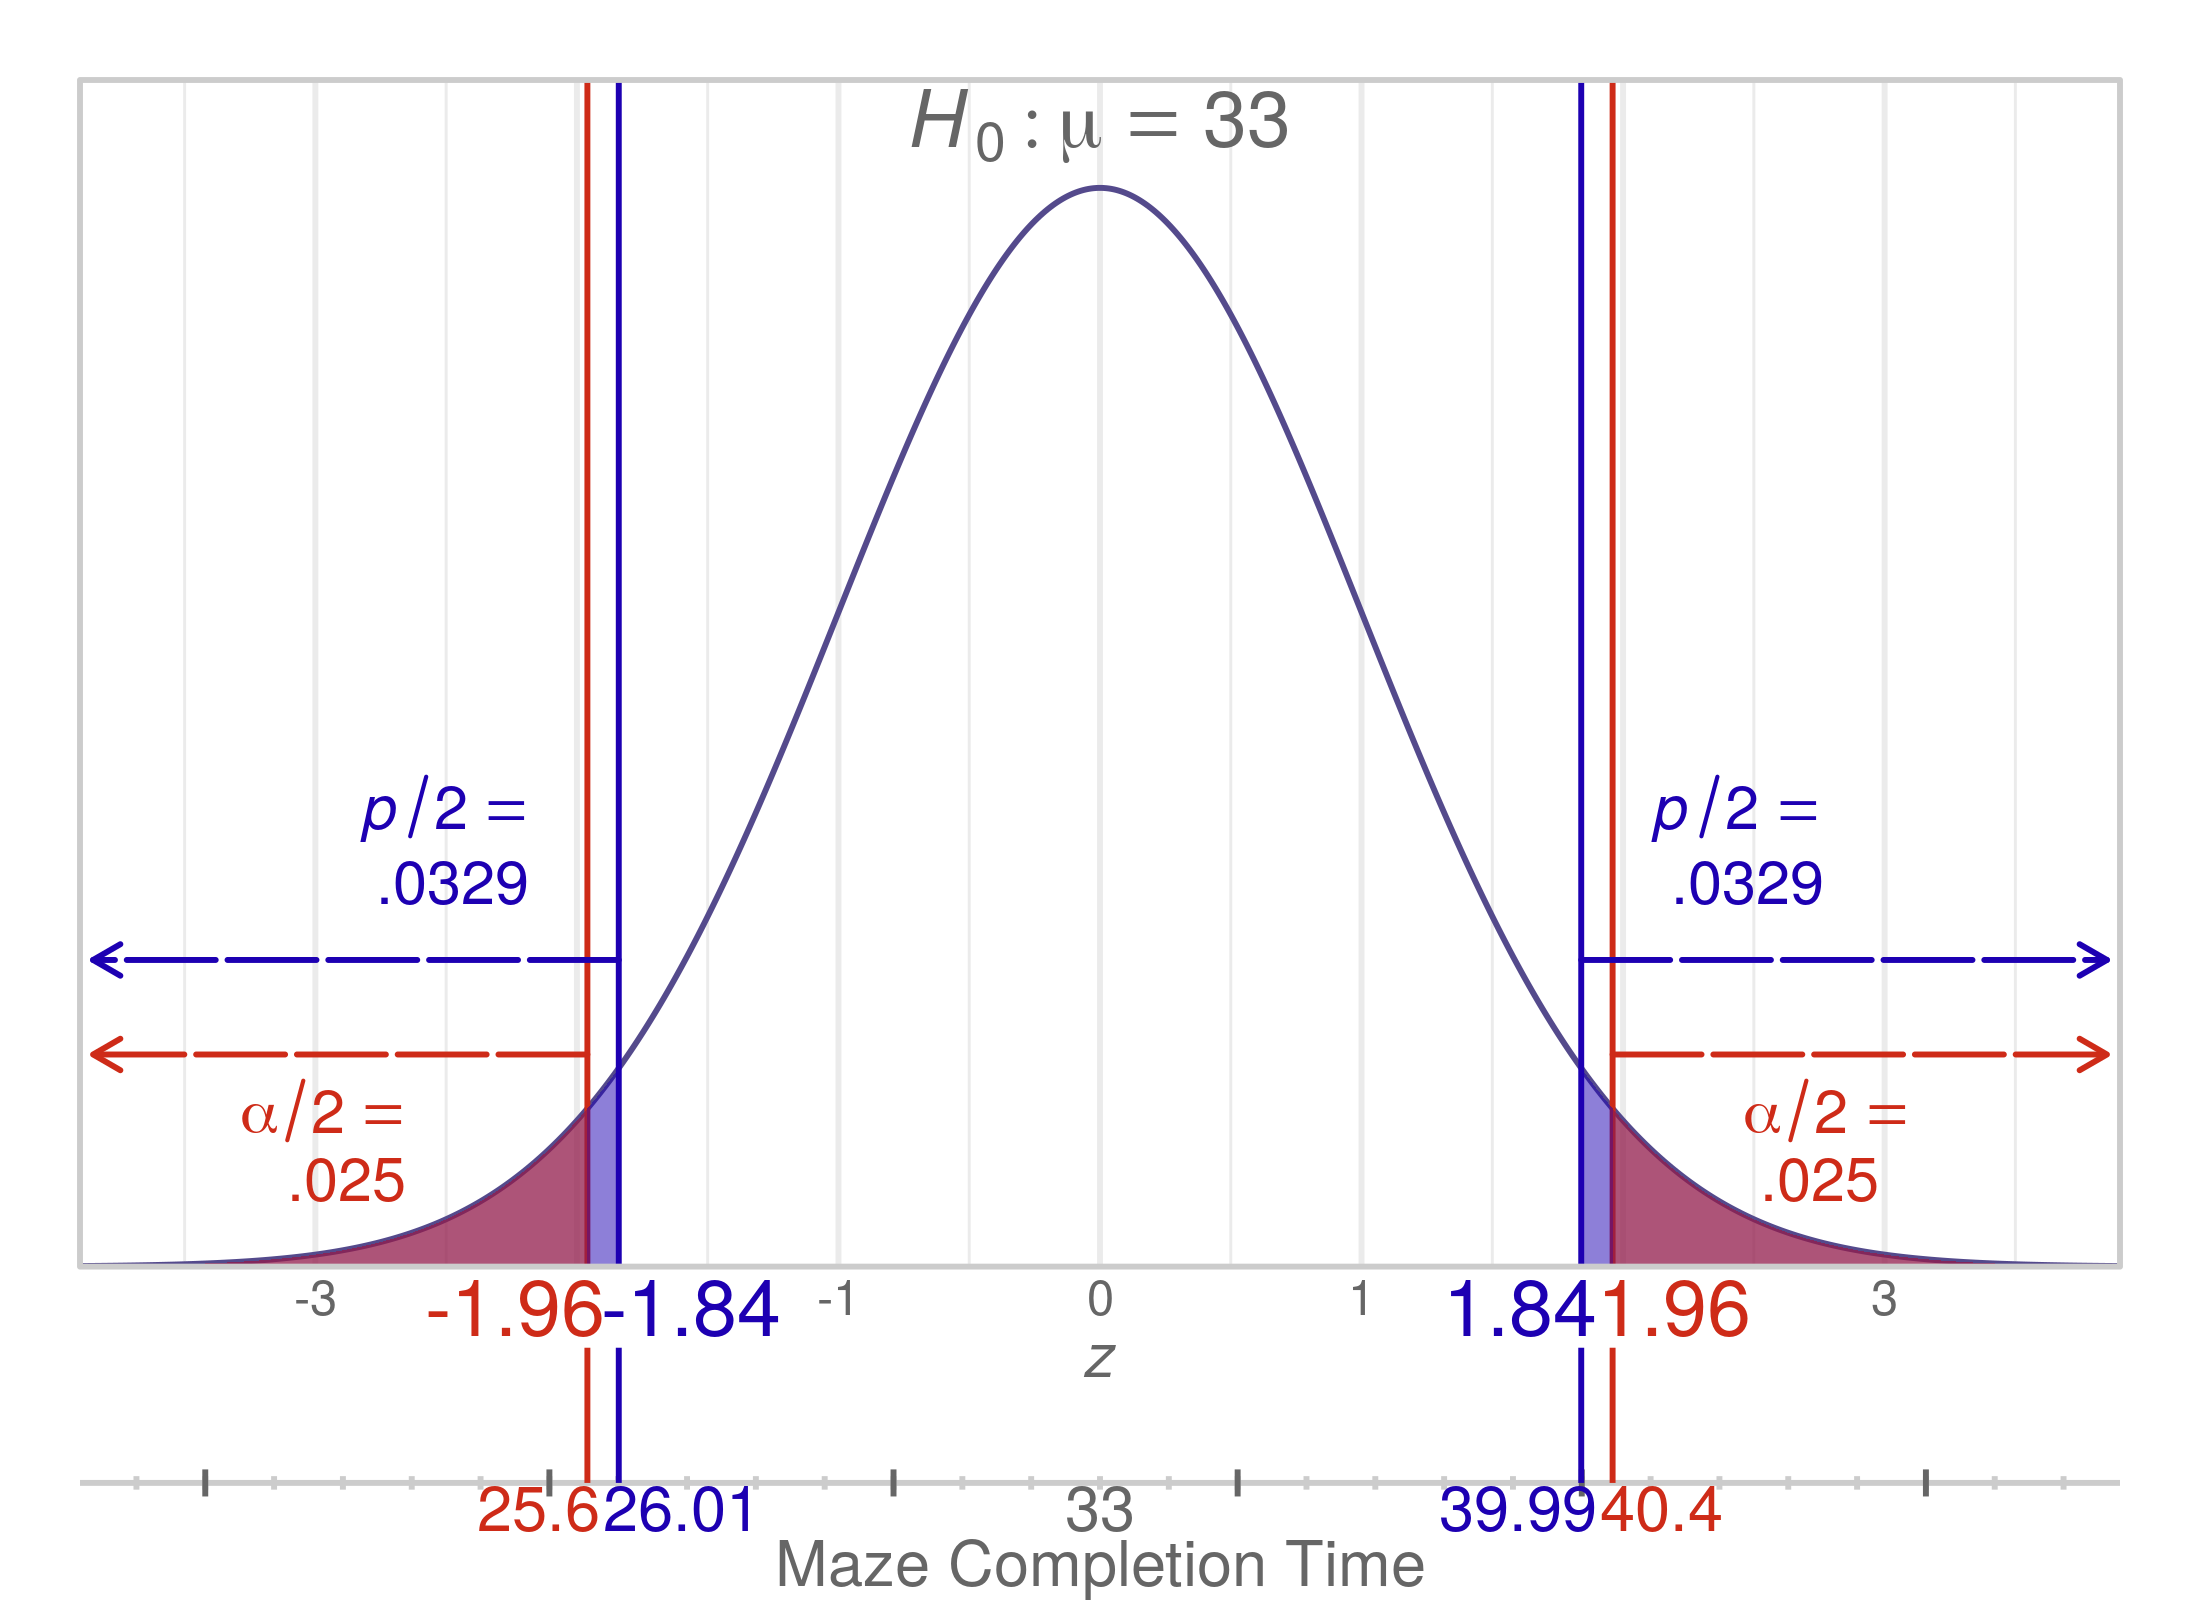 H0 : μ = 33
p/2 =
.0329
p/2 =
.0329
α/2 =
.025
α/2 =
.025
-3 -1.96 -1.84 -1 0 1 1.84 1.96 3
z
25.6 26.01 33 39.99 40.4
Maze Completion Time